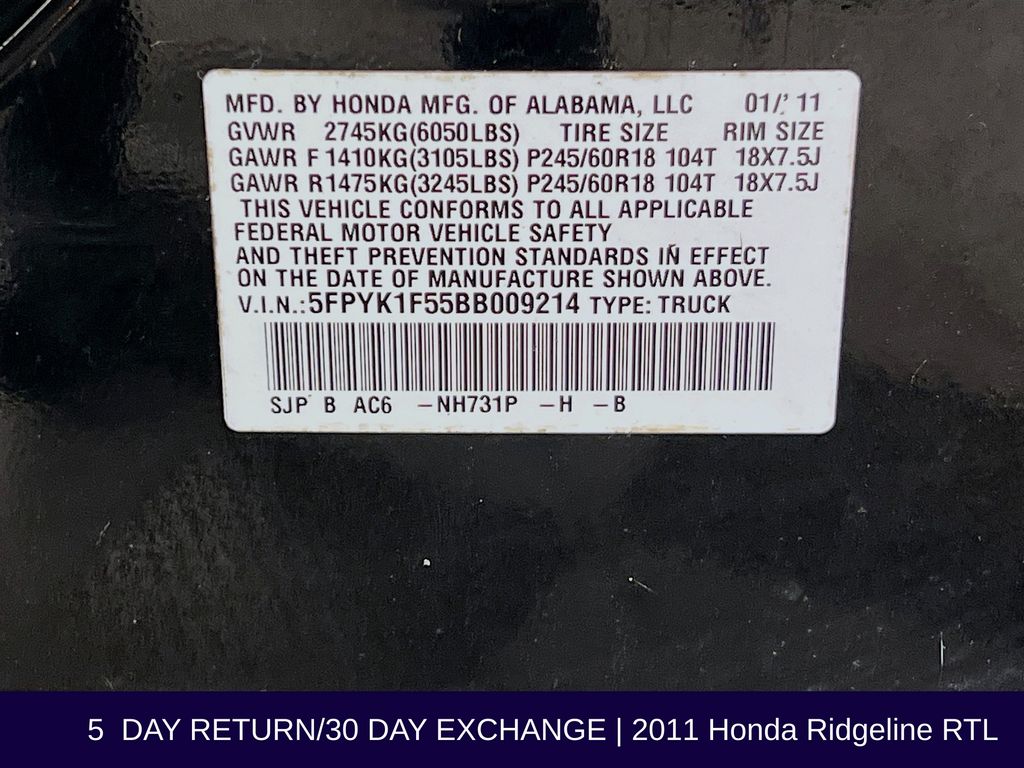 MFD. BY HONDA MFG. OF ALABAMA, LLC 01/'11
GVWR 2745KG(6050LBS) TIRE SIZE RIM SIZE
GAWR F 1410KG(3105LBS) P245/60R18 104T 18X7.5J
GAWR R1475KG(3245LBS) P245/60R18 104T 18X7.5J
THIS VEHICLE CONFORMS TO ALL APPLICABLE
FEDERAL MOTOR VEHICLE SAFETY
AND THEFT PREVENTION STANDARDS IN EFFECT
ON THE DATE OF MANUFACTURE SHOWN ABOVE.
V.I.N.:5FPYK1F55BB009214 TYPE: TRUCK
SJP B AC6 -NH731P -H -B
5 DAY RETURN/30 DAY EXCHANGE | 2011 Honda Ridgeline RTL